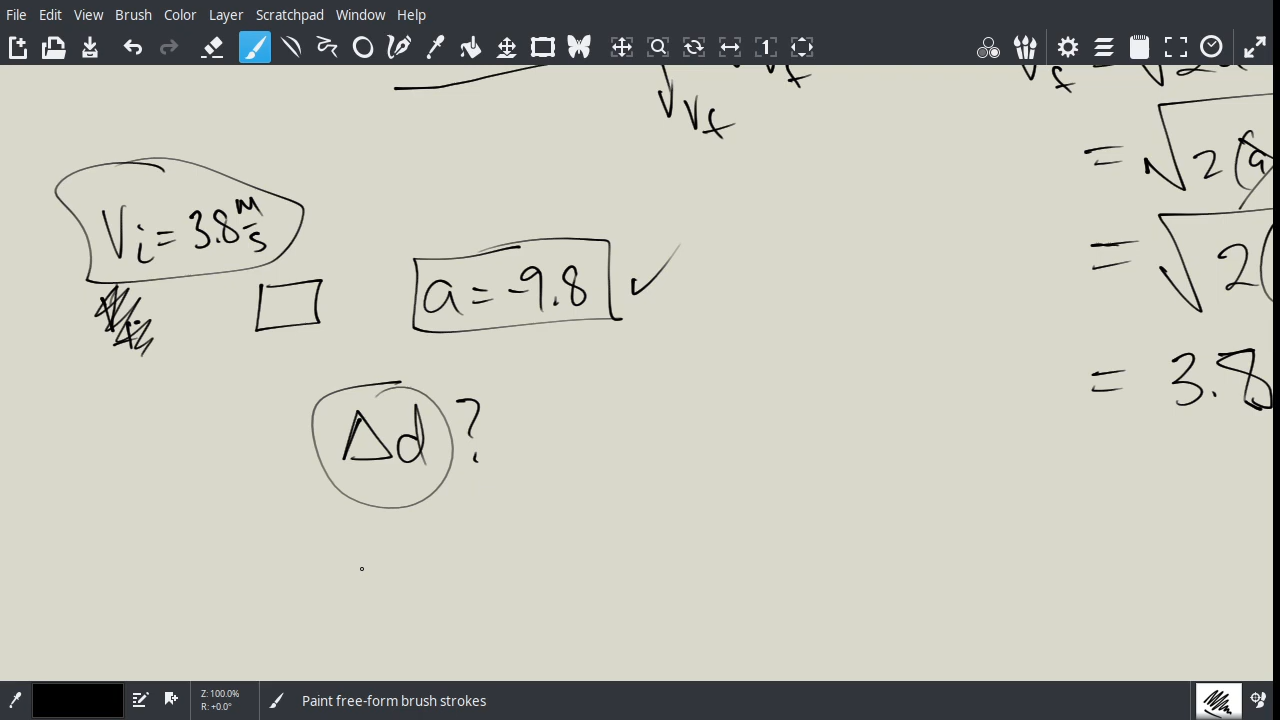 File Edit View Brush Color Layer Scratchpad Window Help
Vf Vf
Vi = 3.8 m/s
a = -9.8 ✓
Δd ?
= √2(a
= √2(
= 3.8
Z: 100.0%
R: +0.0°
Paint free-form brush strokes